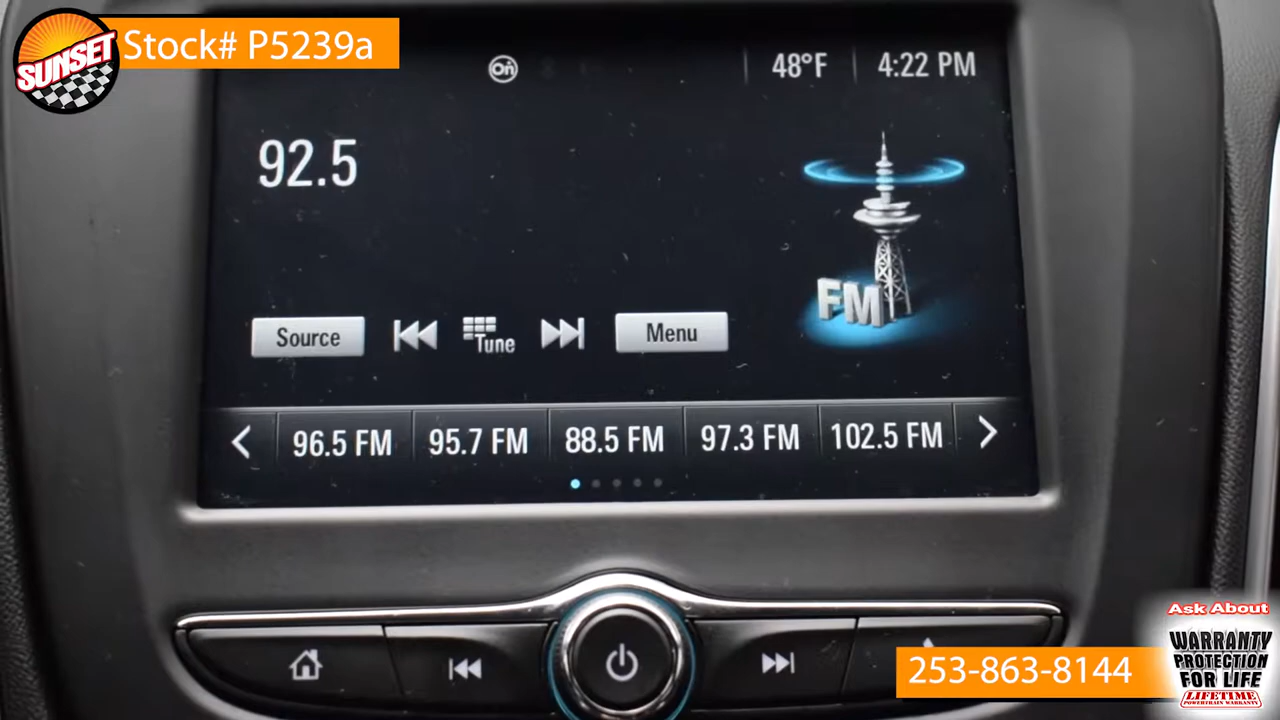 SUNSET
Stock# P5239a
On
48°F
4:22 PM
92.5
FM
Source
Tune
Menu
96.5 FM
95.7 FM
88.5 FM
97.3 FM
102.5 FM
253-863-8144
Ask About
WARRANTY
PROTECTION
FOR LIFE
LIFETIME
POWERTRAIN WARRANTY